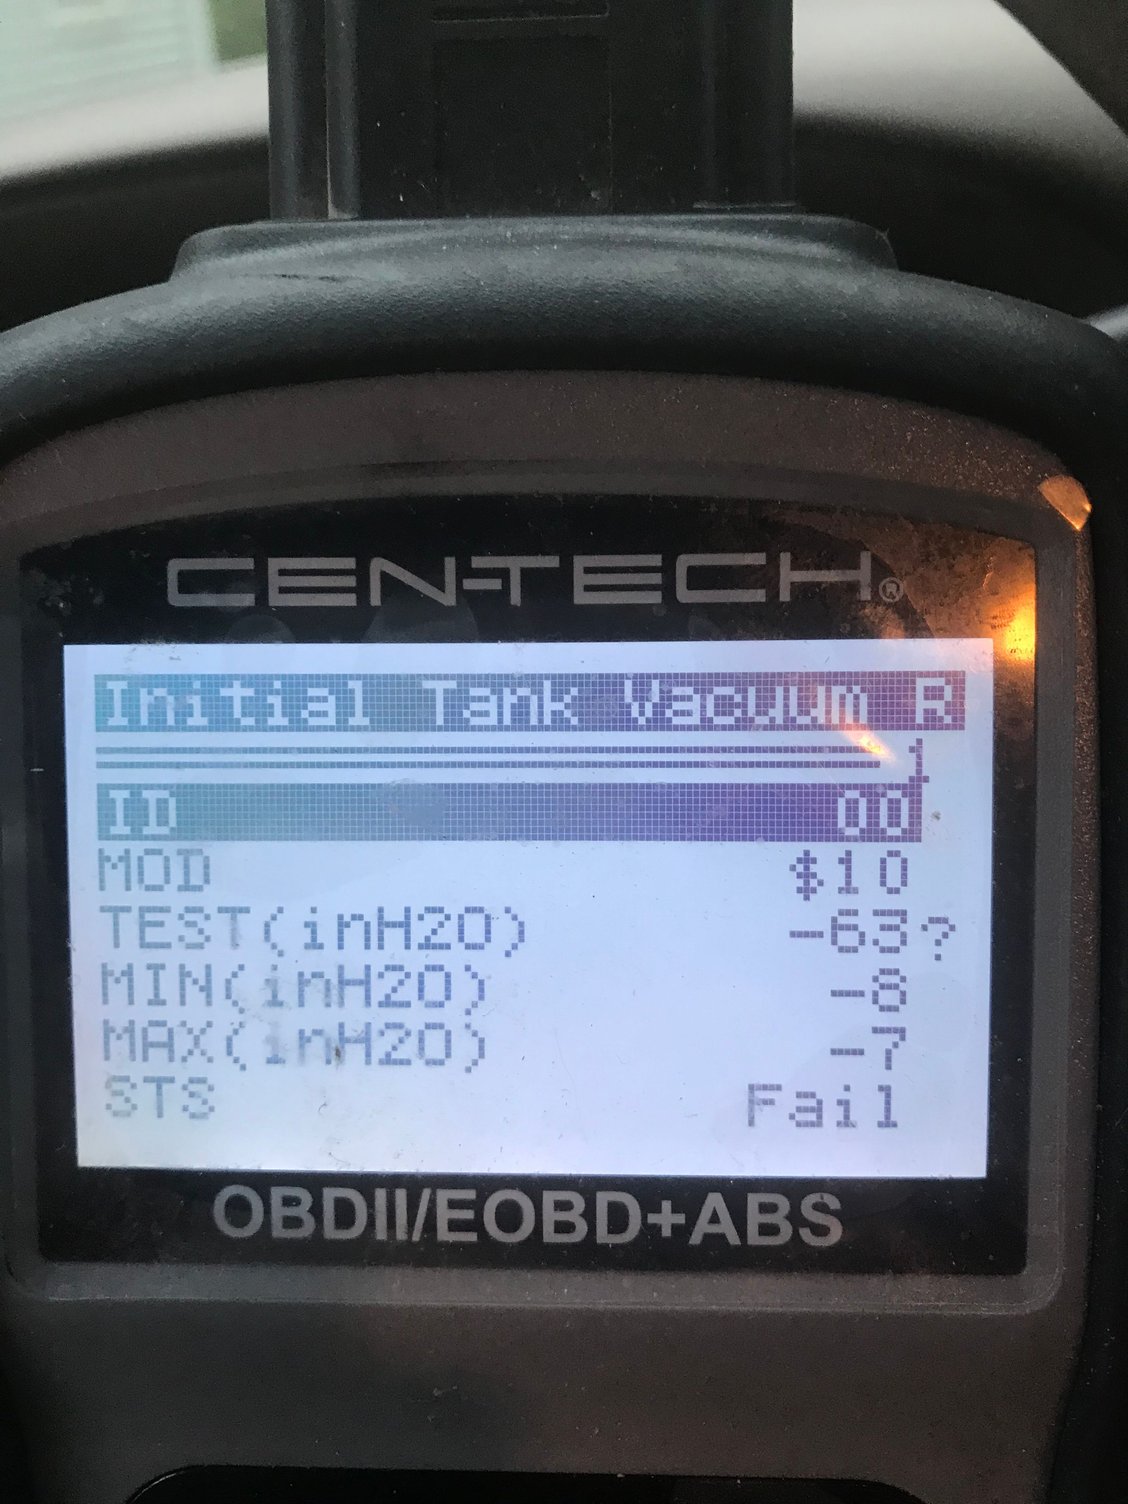 CEN-TECH®
Initial Tank Vacuum R
ID 00
MOD $10
TEST(inH2O) -63?
MIN(inH2O) -8
MAX(inH2O) -7
STS Fail
OBDII/EOBD+ABS